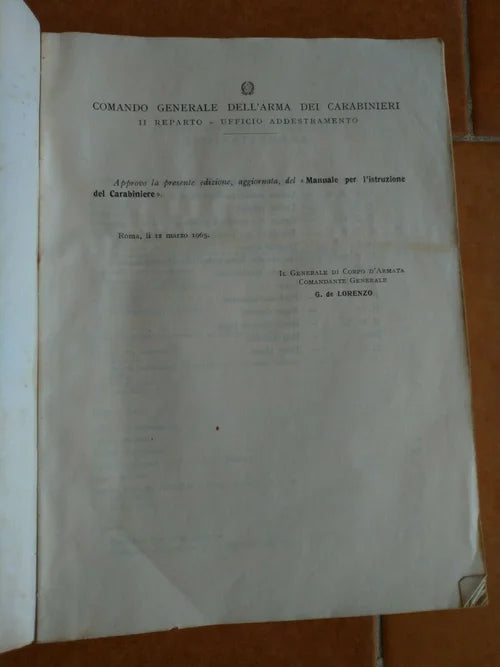 COMANDO GENERALE DELL'ARMA DEI CARABINIERI
II REPARTO - UFFICIO ADDESTRAMENTO
Approvo la presente edizione, aggiornata, del «Manuale per l'istruzione
del Carabiniere».
Roma, lì 12 marzo 1963.
IL GENERALE DI CORPO D'ARMATA
COMANDANTE GENERALE
G. de LORENZO